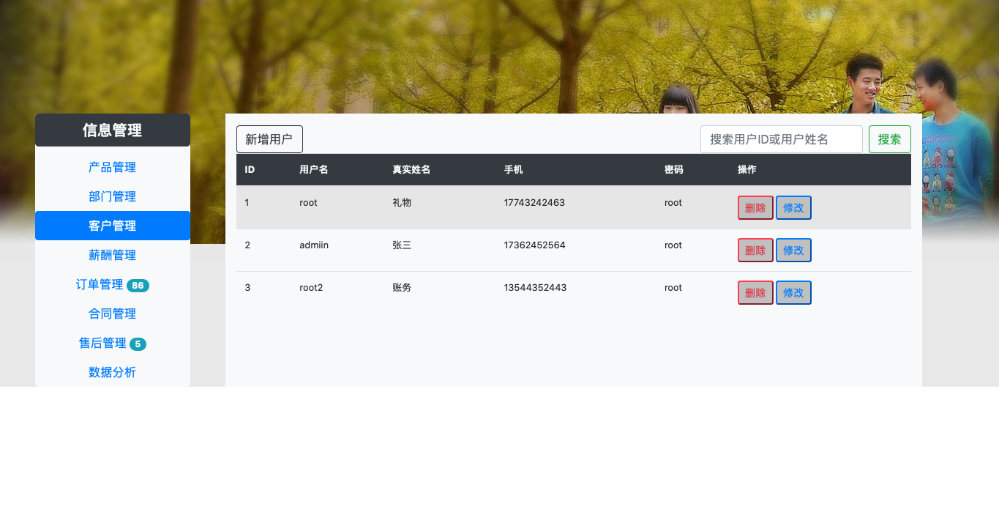 信息管理
产品管理
部门管理
客户管理
薪酬管理
订单管理 86
合同管理
售后管理 5
数据分析
新增用户 搜索用户ID或用户姓名 搜索
ID 用户名 真实姓名 手机 密码 操作
1 root 礼物 17743242463 root 删除 修改
2 admiin 张三 17362452564 root 删除 修改
3 root2 账务 13544352443 root 删除 修改